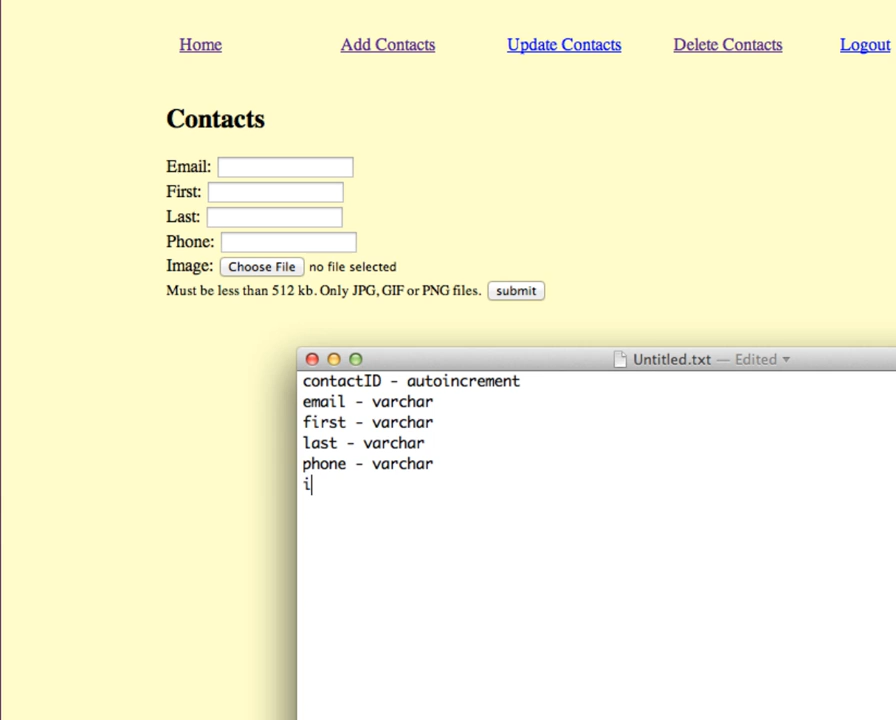 Home Add Contacts Update Contacts Delete Contacts Logout
Contacts
Email:
First:
Last:
Phone:
Image: Choose File no file selected
Must be less than 512 kb. Only JPG, GIF or PNG files. submit
Untitled.txt — Edited
contactID - autoincrement
email - varchar
first - varchar
last - varchar
phone - varchar
i